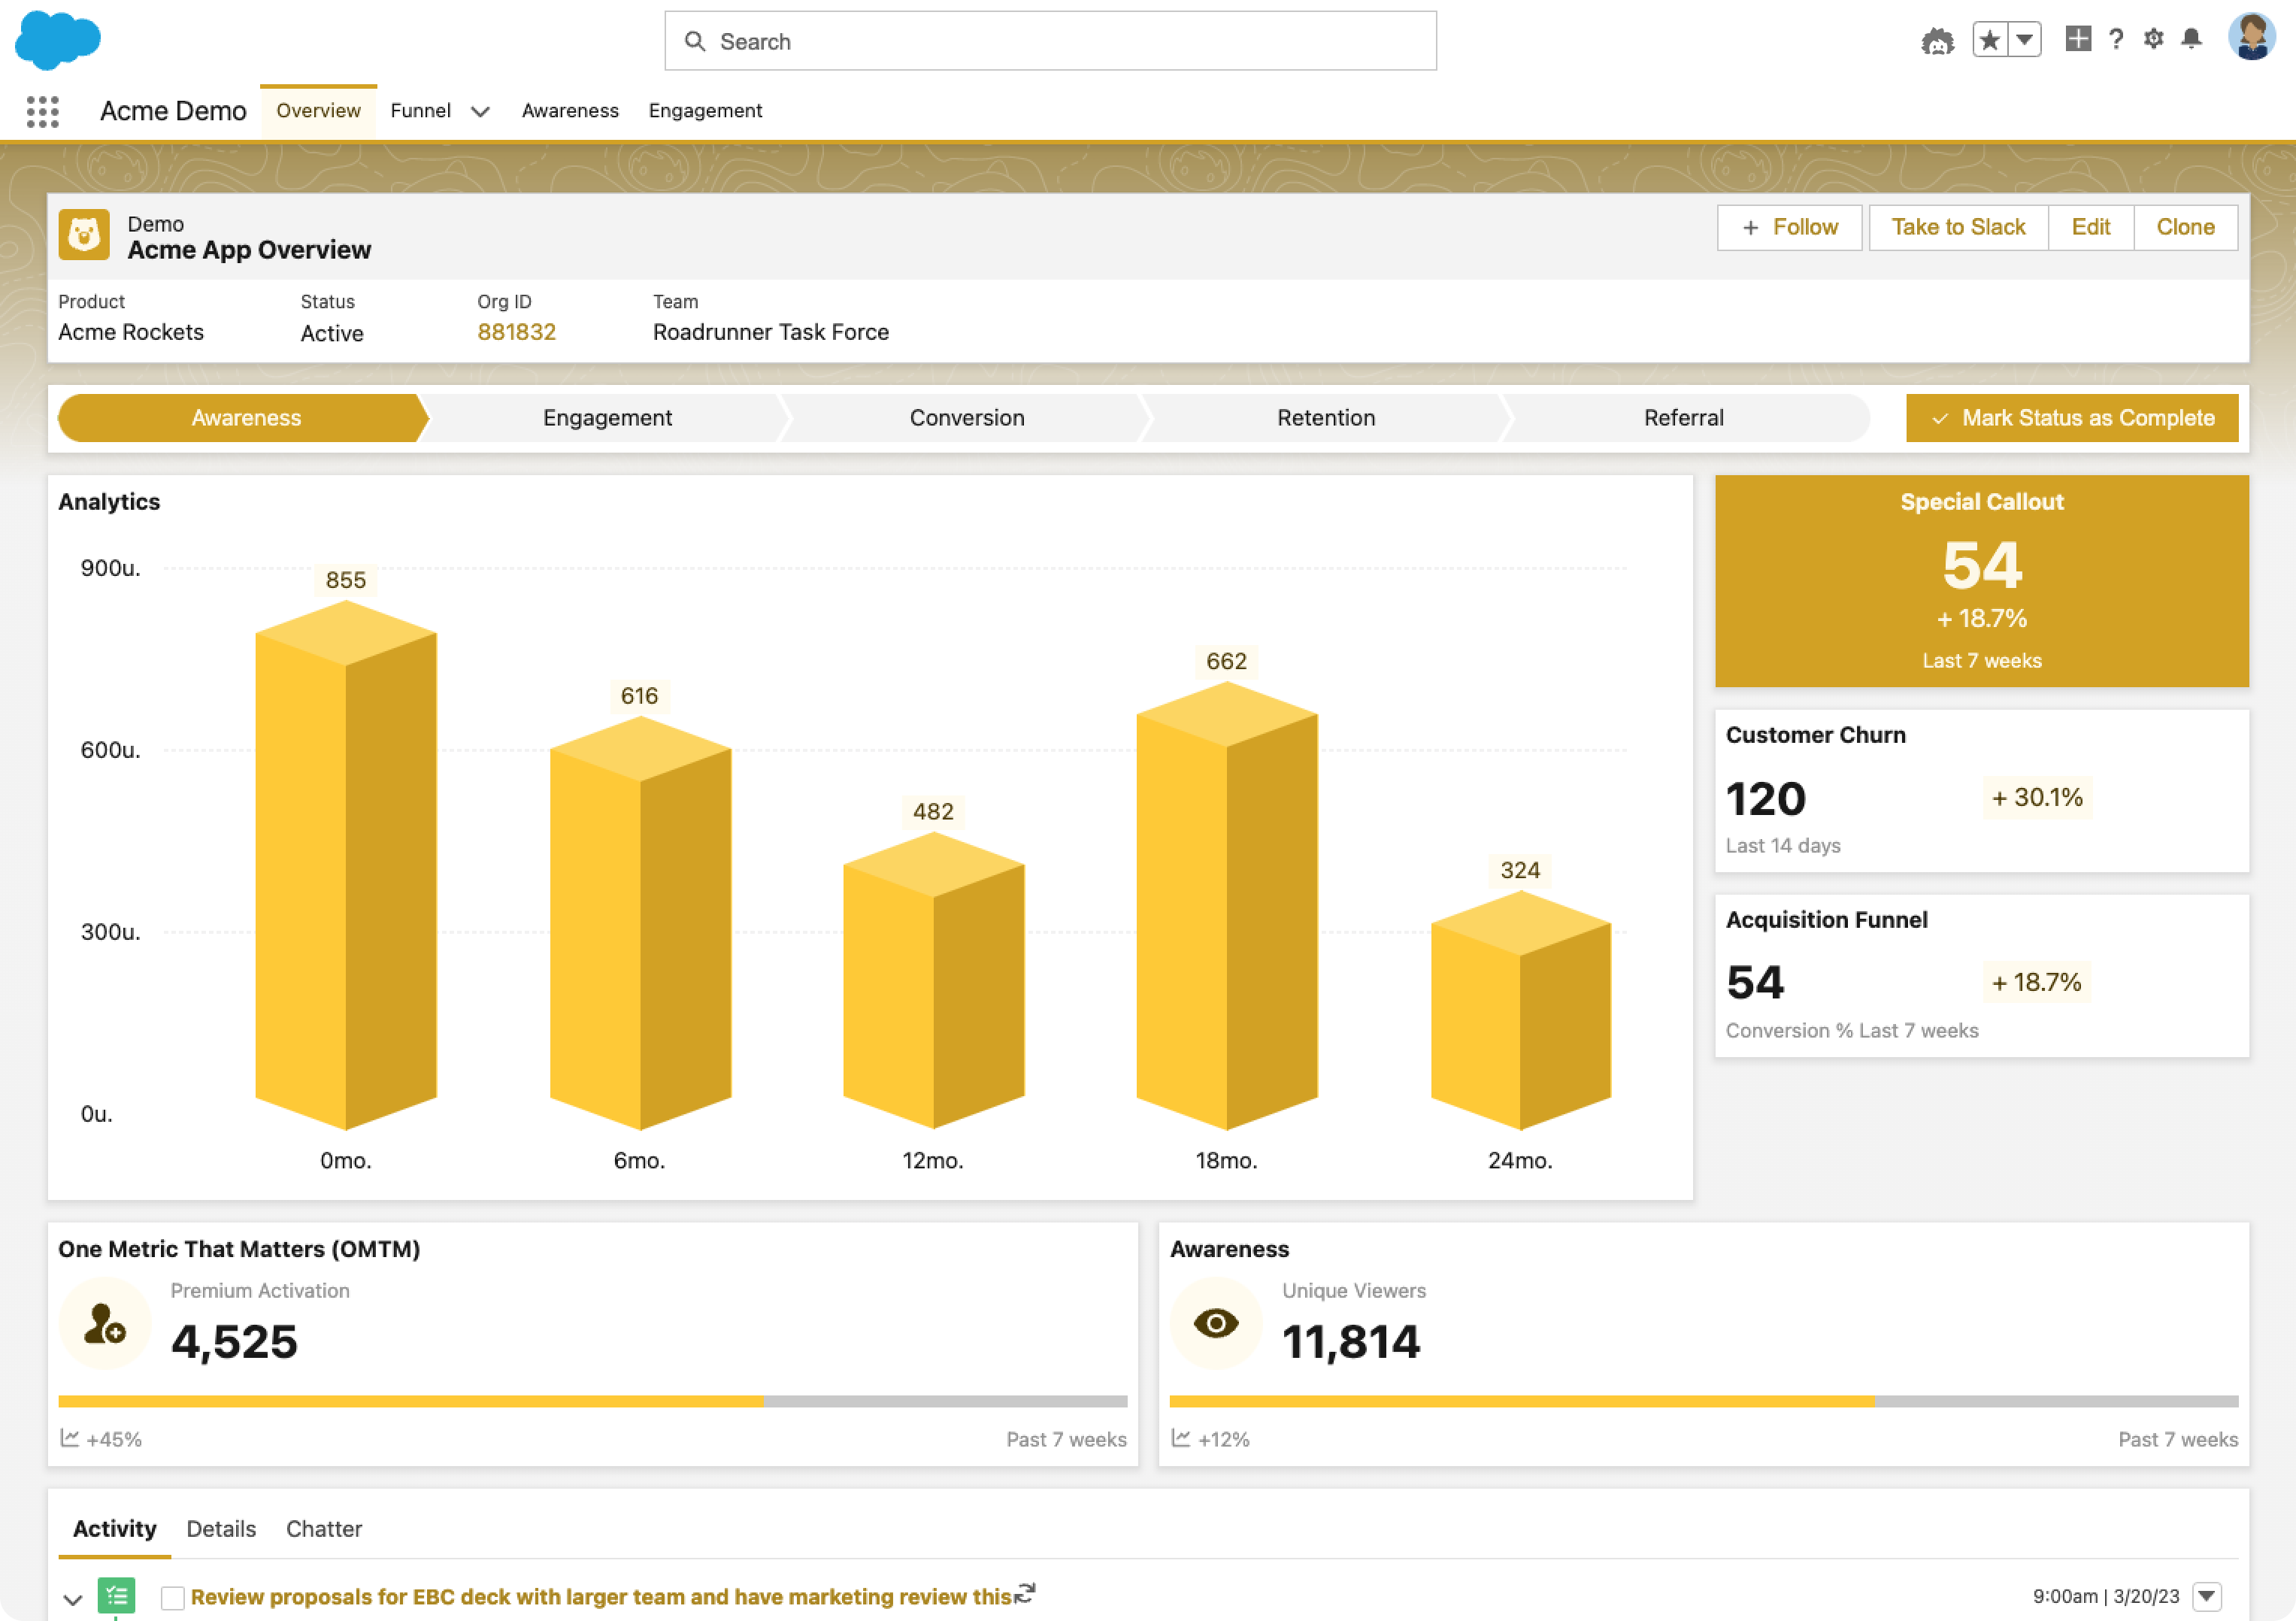 Search
Acme Demo
Overview
Funnel
Awareness
Engagement
Demo
Acme App Overview
+ Follow
Take to Slack
Edit
Clone
Product
Acme Rockets
Status
Active
Org ID
881832
Team
Roadrunner Task Force
Awareness
Engagement
Conversion
Retention
Referral
Mark Status as Complete
Analytics
900u.
600u.
300u.
0u.
855
616
482
662
324
0mo.
6mo.
12mo.
18mo.
24mo.
Special Callout
54
+ 18.7%
Last 7 weeks
Customer Churn
120
+ 30.1%
Last 14 days
Acquisition Funnel
54
+ 18.7%
Conversion % Last 7 weeks
One Metric That Matters (OMTM)
Premium Activation
4,525
+45%
Past 7 weeks
Awareness
Unique Viewers
11,814
+12%
Past 7 weeks
Activity
Details
Chatter
Review proposals for EBC deck with larger team and have marketing review this
9:00am | 3/20/23